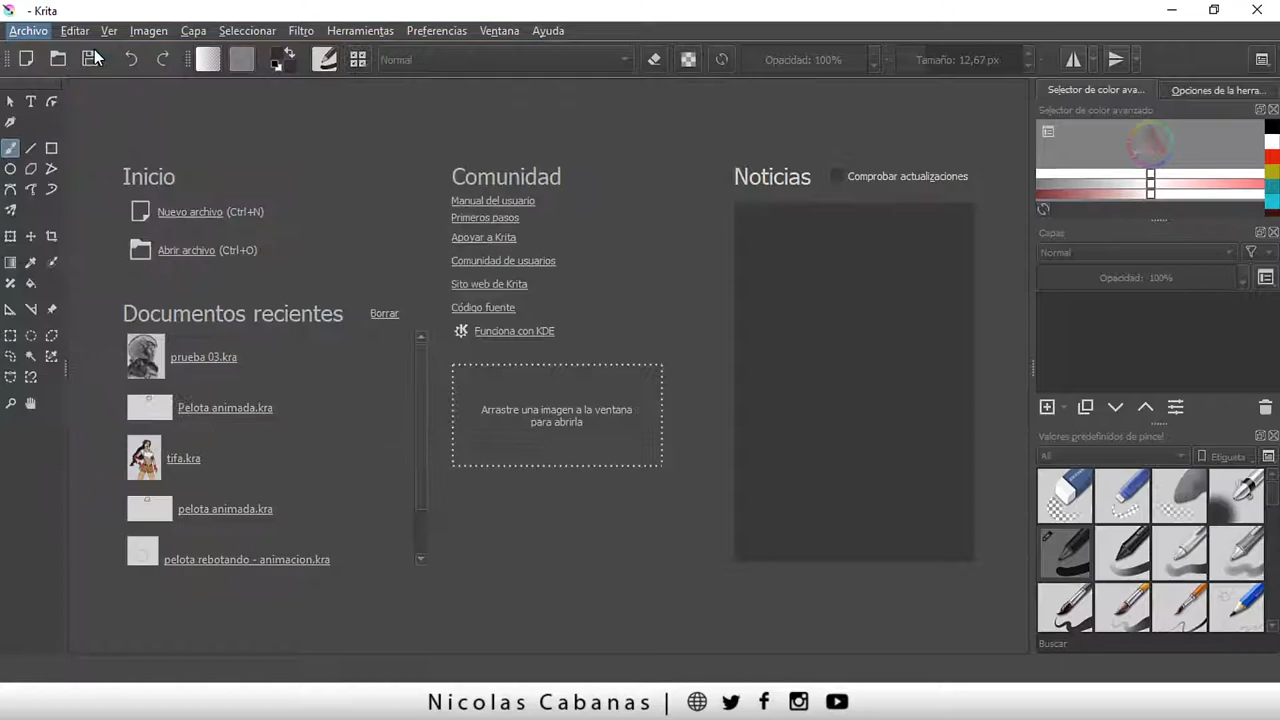 - Krita
Archivo Editar Ver Imagen Capa Seleccionar Filtro Herramientas Preferencias Ventana Ayuda
Normal Opacidad: 100% Tamaño: 12,67 px
Selector de color ava... Opciones de la herra...
Selector de color avanzado
Inicio
Nuevo archivo (Ctrl+N)
Abrir archivo (Ctrl+O)
Documentos recientes Borrar
prueba 03.kra
Pelota animada.kra
tifa.kra
pelota animada.kra
pelota rebotando - animacion.kra
Comunidad
Manual del usuario
Primeros pasos
Apoyar a Krita
Comunidad de usuarios
Sito web de Krita
Código fuente
Funciona con KDE
Arrastre una imagen a la ventana
para abrirla
Noticias Comprobar actualizaciones
Capas
Normal
Opacidad: 100%
Valores predefinidos de pincel
All Etiqueta
Buscar
Nicolas Cabanas |